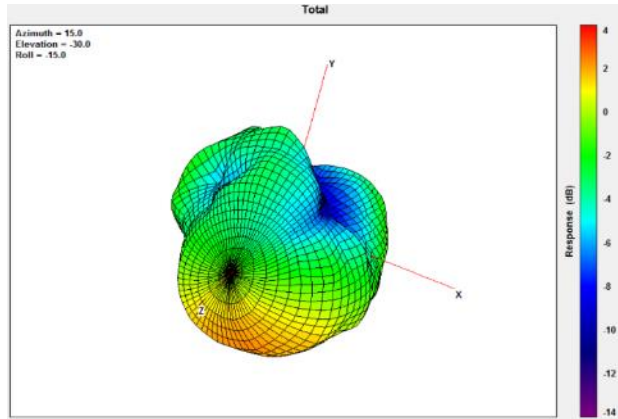 Total
Azimuth = 15.0
Elevation = -30.0
Roll = -15.0
Y
X
Z
4
2
0
-2
-4
-6
-8
-10
-12
-14
Response (dB)